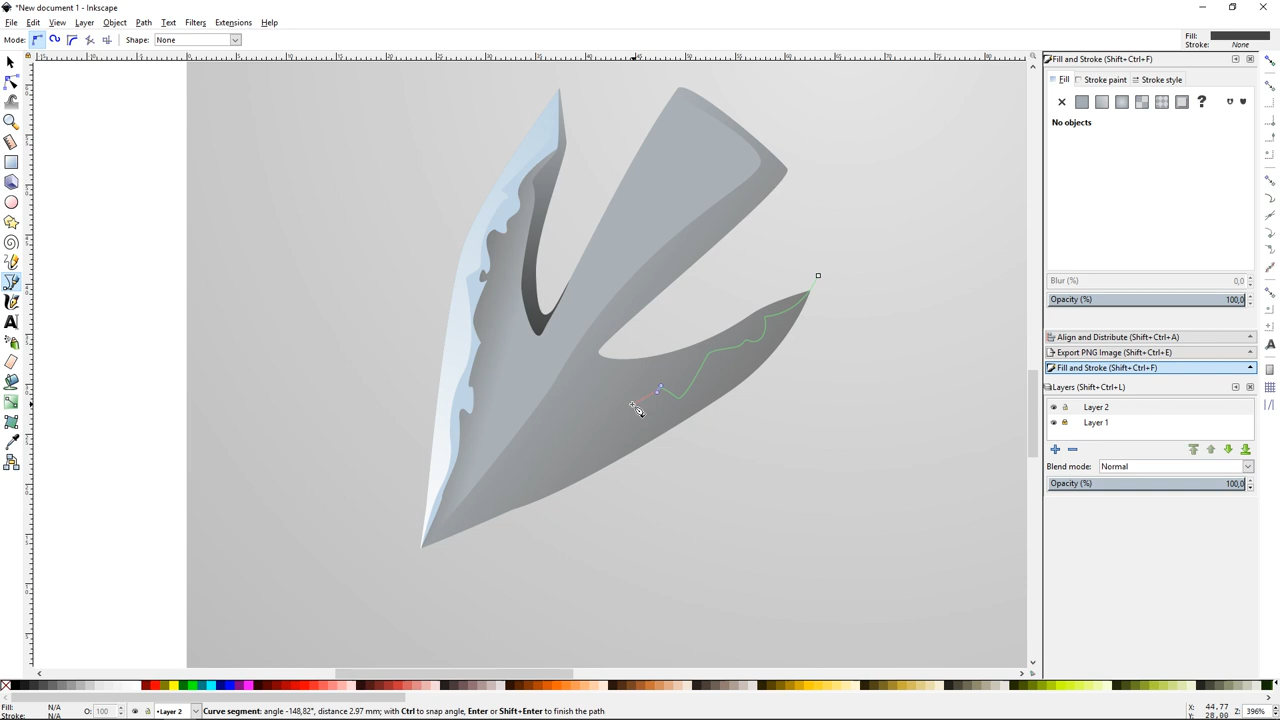 *New document 1 - Inkscape
File Edit View Layer Object Path Text Filters Extensions Help
Mode: Shape: None
Fill:
Stroke: None
Fill and Stroke (Shift+Ctrl+F)
Fill Stroke paint Stroke style
?
No objects
Blur (%) 0,0
Opacity (%) 100,0
Align and Distribute (Shift+Ctrl+A)
Export PNG Image (Shift+Ctrl+E)
Fill and Stroke (Shift+Ctrl+F)
Layers (Shift+Ctrl+L)
Layer 2
Layer 1
Blend mode: Normal
Opacity (%) 100,0
Fill: N/A
Stroke: N/A
O: 100
•Layer 2
Curve segment: angle -148,82°, distance 2.97 mm; with Ctrl to snap angle, Enter or Shift+Enter to finish the path
X: 44,77
Y: 28,00
Z: 396%